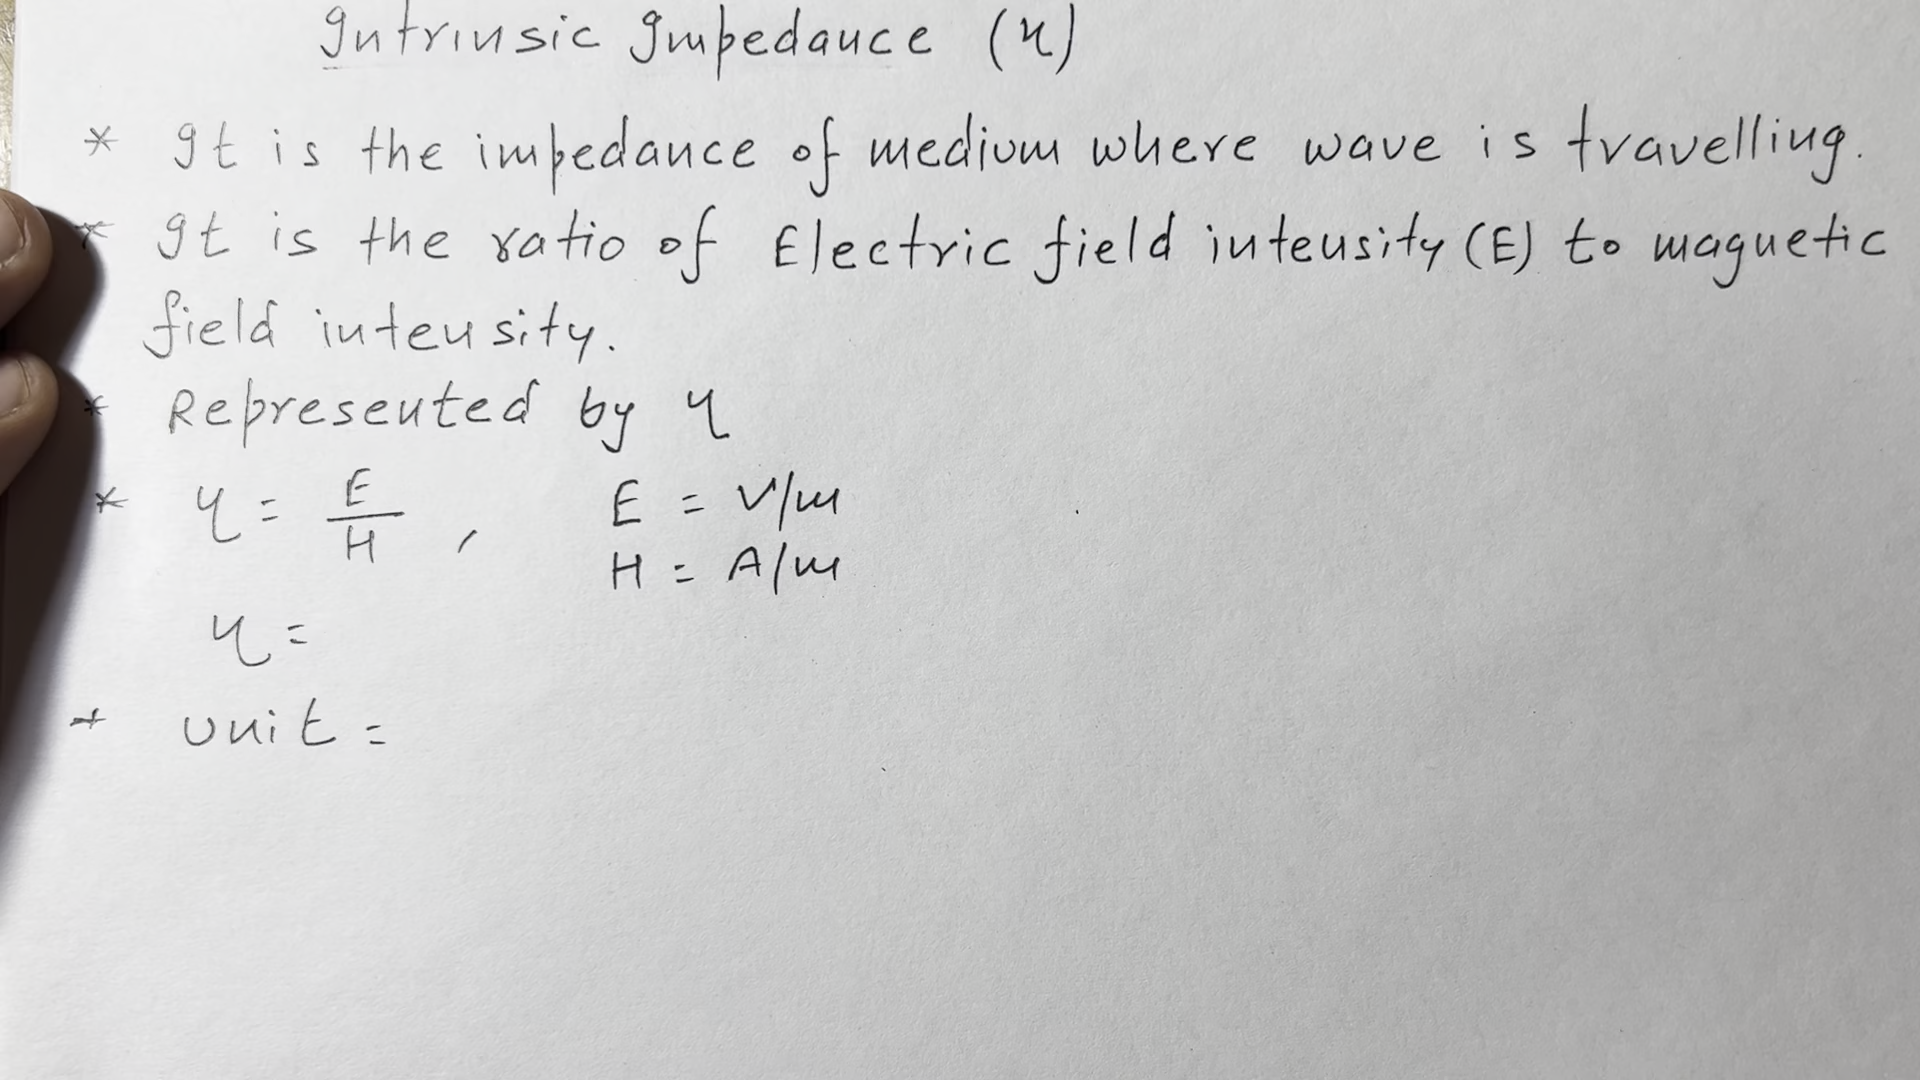 Intrinsic Impedance (η)
* It is the impedance of medium where wave is travelling.
* It is the ratio of Electric field intensity (E) to magnetic
field intensity.
* Represented by η
* η = E/H , E = V/m
H = A/m
η =
* Unit =